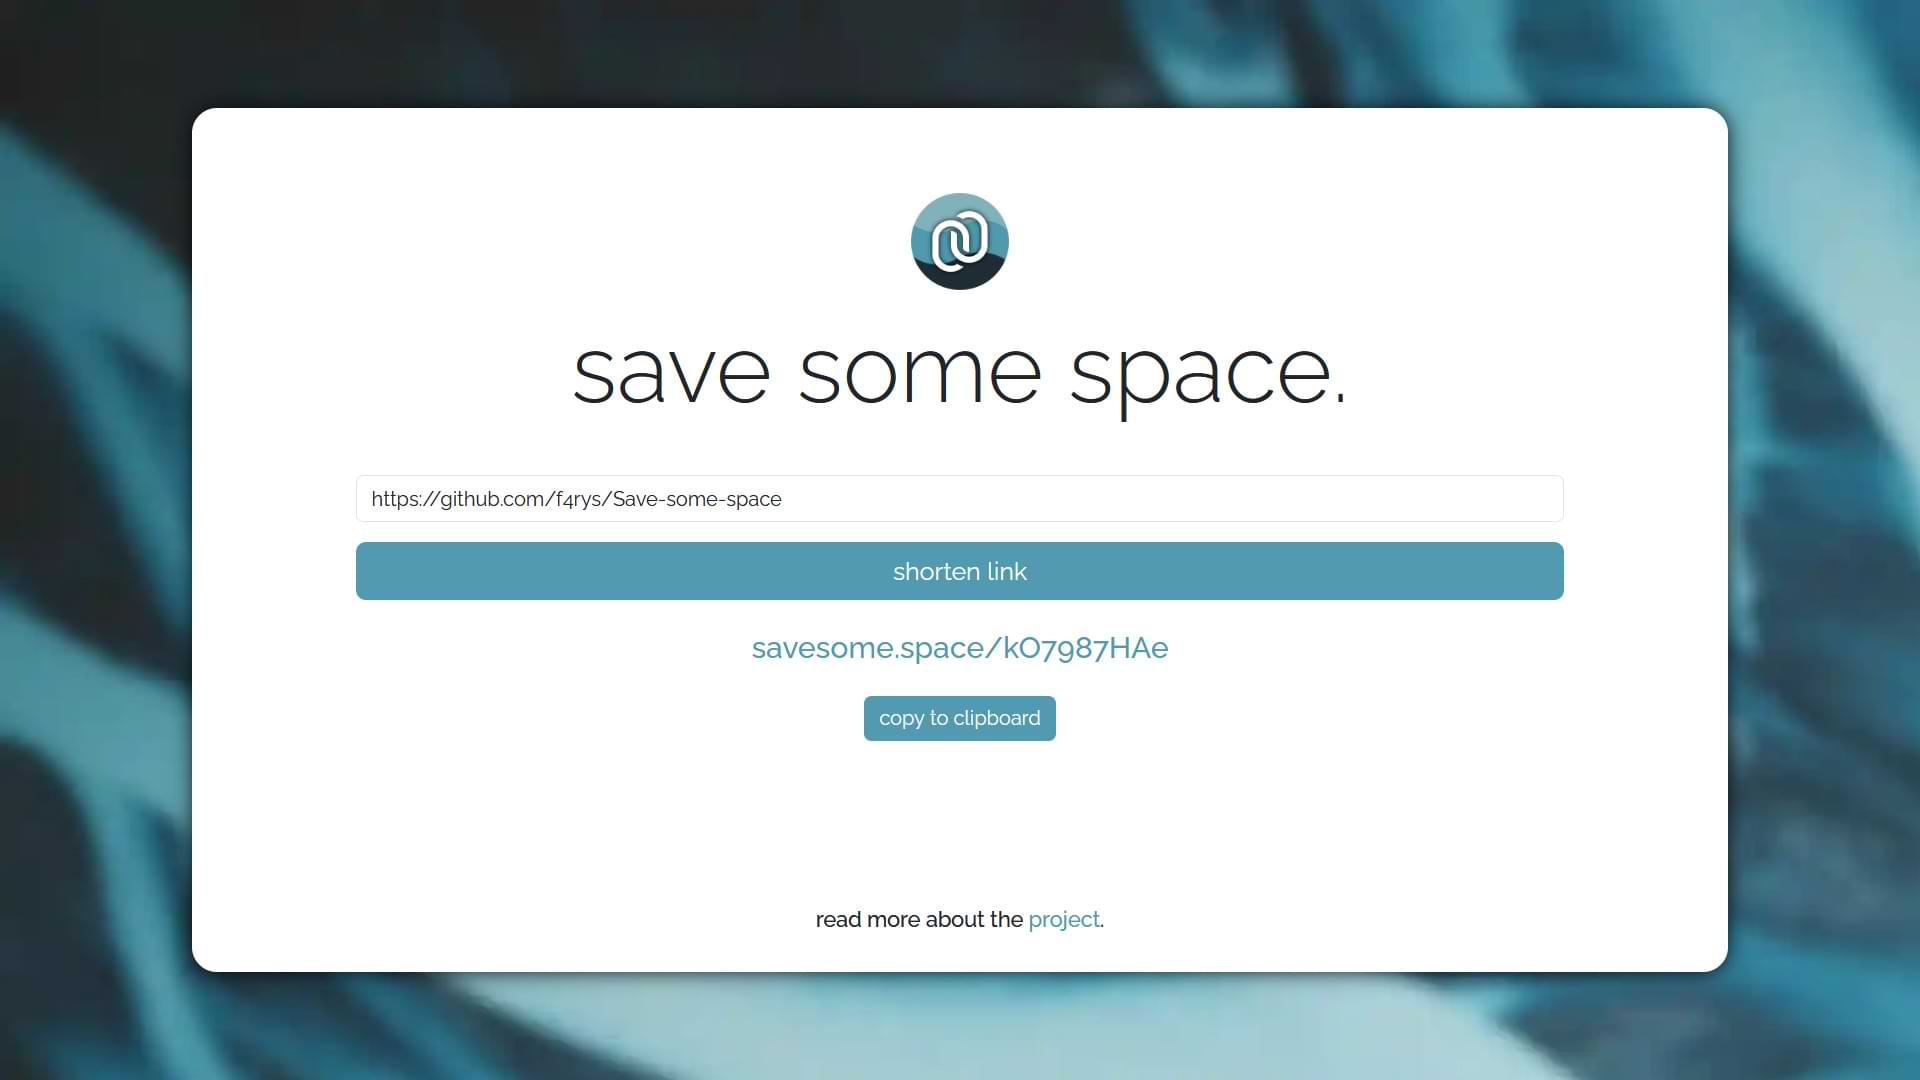 save some space.
https://github.com/f4rys/Save-some-space
shorten link
savesome.space/kO7987HAe
copy to clipboard
read more about the project.